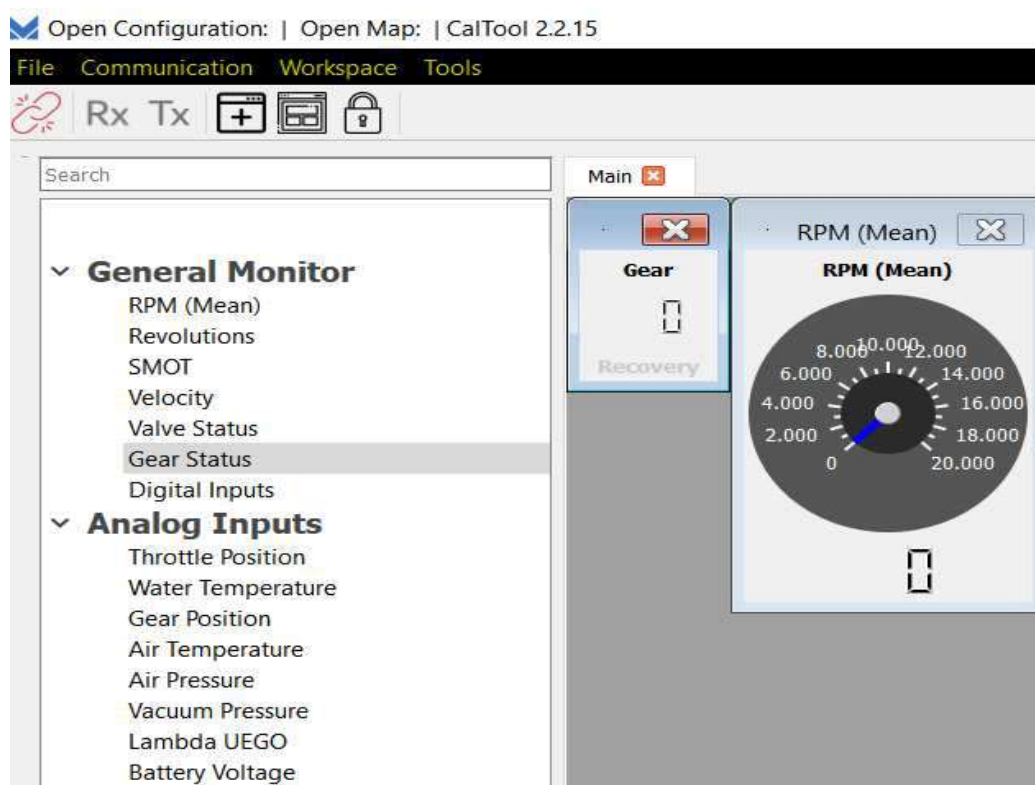 Open Configuration: | Open Map: | CalTool 2.2.15
File Communication Workspace Tools
Rx Tx
Search
General Monitor
RPM (Mean)
Revolutions
SMOT
Velocity
Valve Status
Gear Status
Digital Inputs
Analog Inputs
Throttle Position
Water Temperature
Gear Position
Air Temperature
Air Pressure
Vacuum Pressure
Lambda UEGO
Battery Voltage
Main
Gear
0
Recovery
RPM (Mean)
RPM (Mean)
0
2.000
4.000
6.000
8.000
10.000
12.000
14.000
16.000
18.000
20.000
0